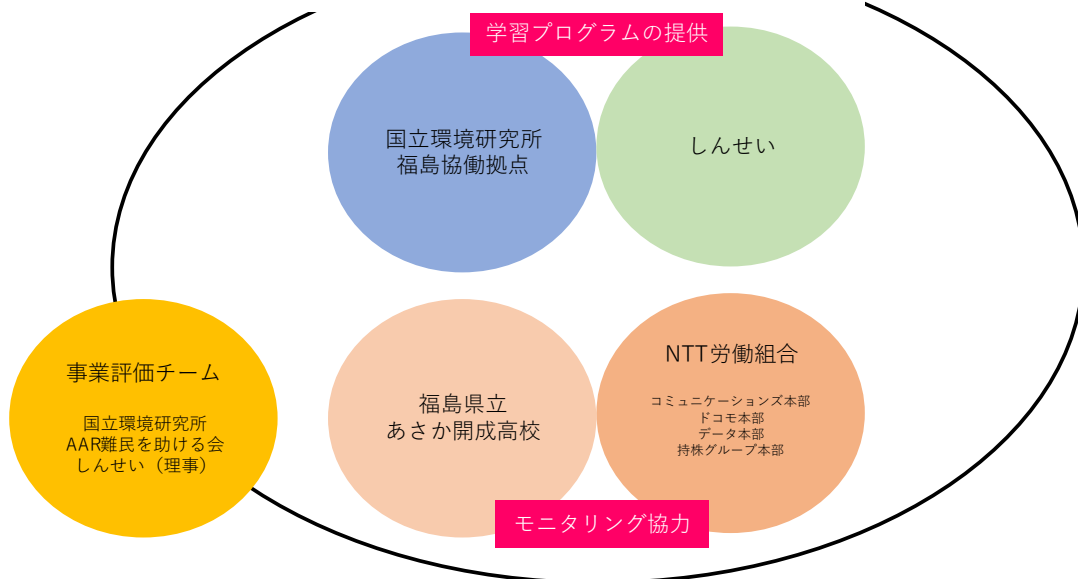 学習プログラムの提供
国立環境研究所
福島協働拠点
しんせい
事業評価チーム
国立環境研究所
AAR難民を助ける会
しんせい（理事）
福島県立
あさか開成高校
NTT労働組合
コミュニケーションズ本部
ドコモ本部
データ本部
持株グループ本部
モニタリング協力